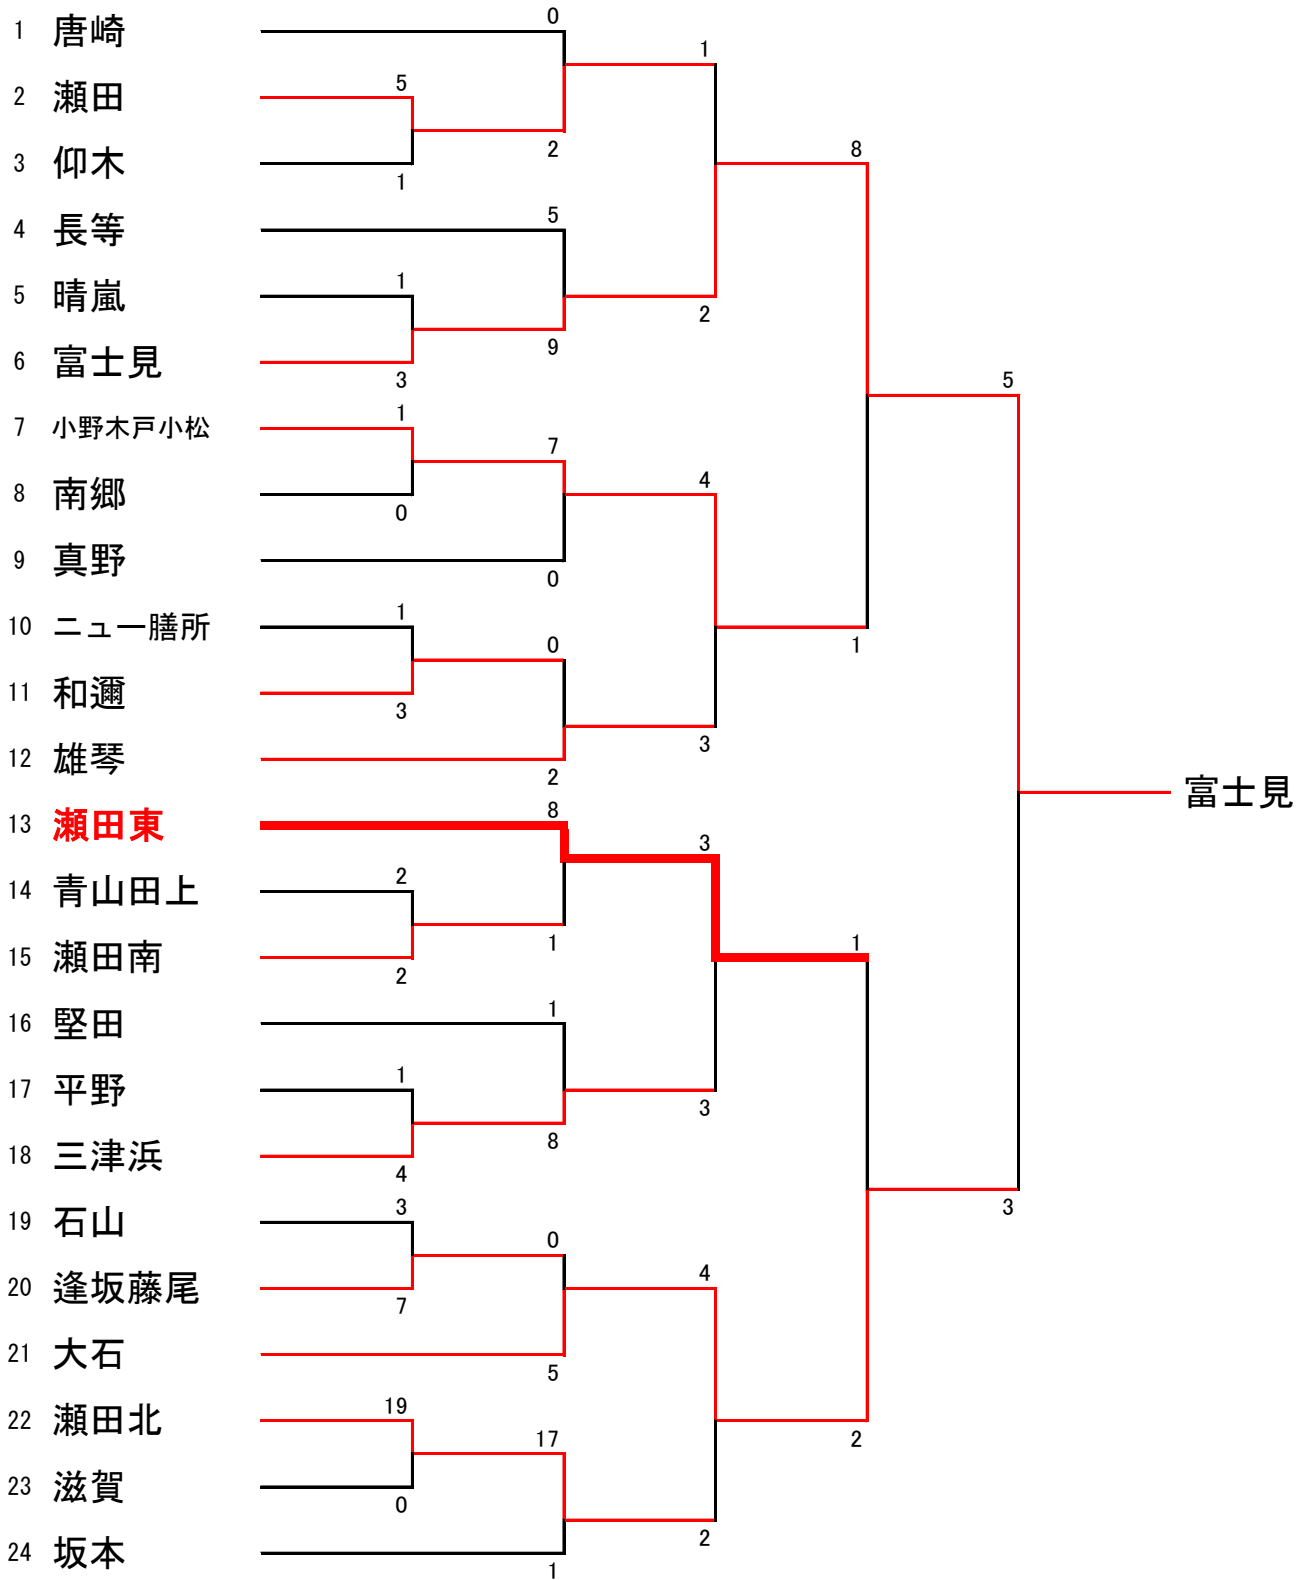 0
1 唐崎
1
5
2 瀬田
2
8
3 仰木
1
5
4 長等
1
5 晴嵐
2
9
6 富士見
3
5
1
7 小野木戸小松
7
4
8 南郷
0
9 真野
0
1
10 ニュー膳所
0
1
11 和邇
3
3
12 雄琴
2
富士見
8
13 瀬田東
3
2
14 青山田上
1
1
15 瀬田南
2
1
16 堅田
1
17 平野
3
8
18 三津浜
4
3
3
19 石山
0
4
20 逢坂藤尾
7
21 大石
5
19
22 瀬田北
17
2
23 滋賀
0
2
24 坂本
1